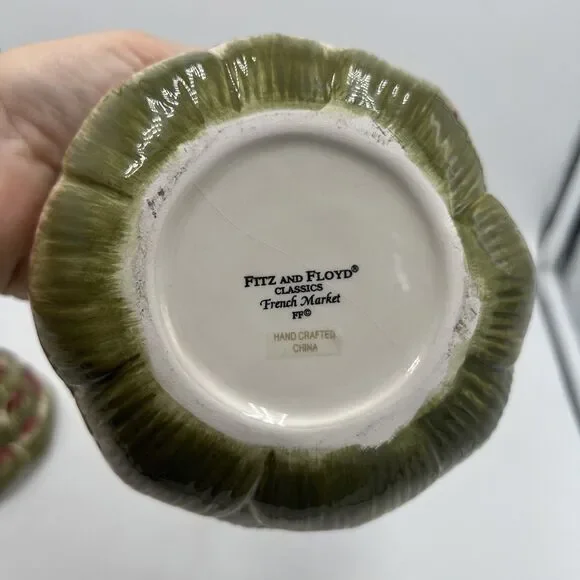 FITZ AND FLOYD®
CLASSICS
French Market
FF©
HAND CRAFTED
CHINA